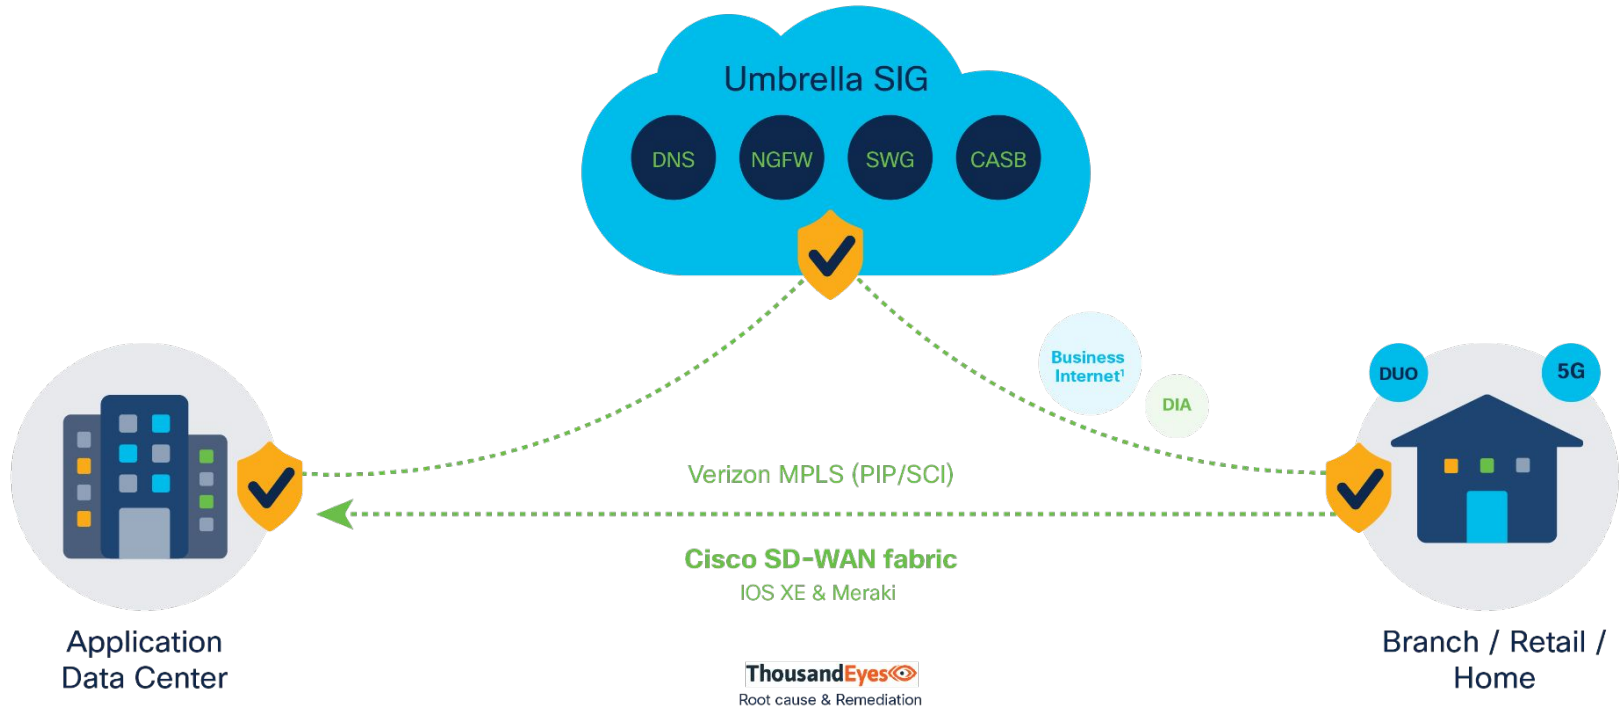 Umbrella SIG
DNS
NGFW
SWG
CASB
Business
Internet¹
DIA
DUO
5G
Verizon MPLS (PIP/SCI)
Cisco SD-WAN fabric
IOS XE & Meraki
Application
Data Center
Branch / Retail /
Home
ThousandEyes
Root cause & Remediation